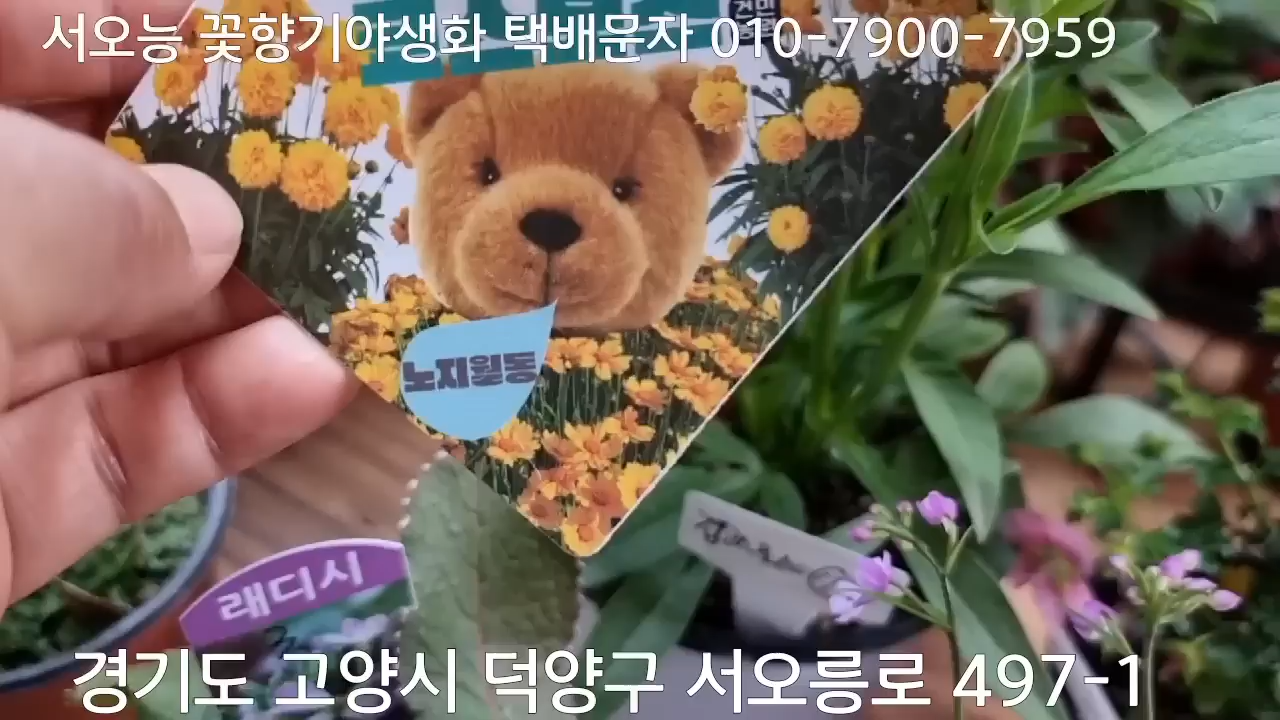 서오능 꽃향기야생화 택배문자 010-7900-7959
노지월동
래디시
경기도 고양시 덕양구 서오릉로 497-1